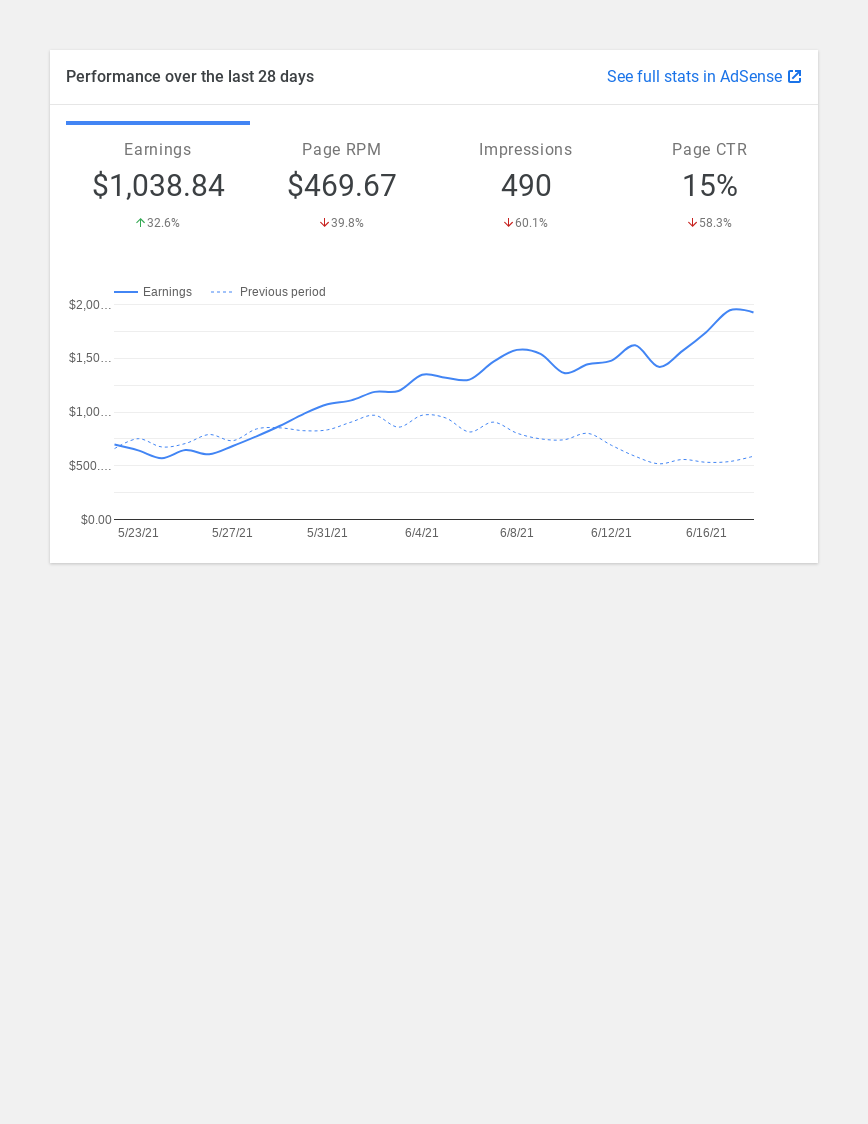 Performance over the last 28 days
See full stats in AdSense
Earnings
Page RPM
Impressions
Page CTR
$1,038.84
$469.67
490
15%
32.6%
39.8%
60.1%
58.3%
Earnings
Previous period
$2,00...
$1,50...
$1,00...
$500....
$0.00
5/23/21
5/27/21
5/31/21
6/4/21
6/8/21
6/12/21
6/16/21